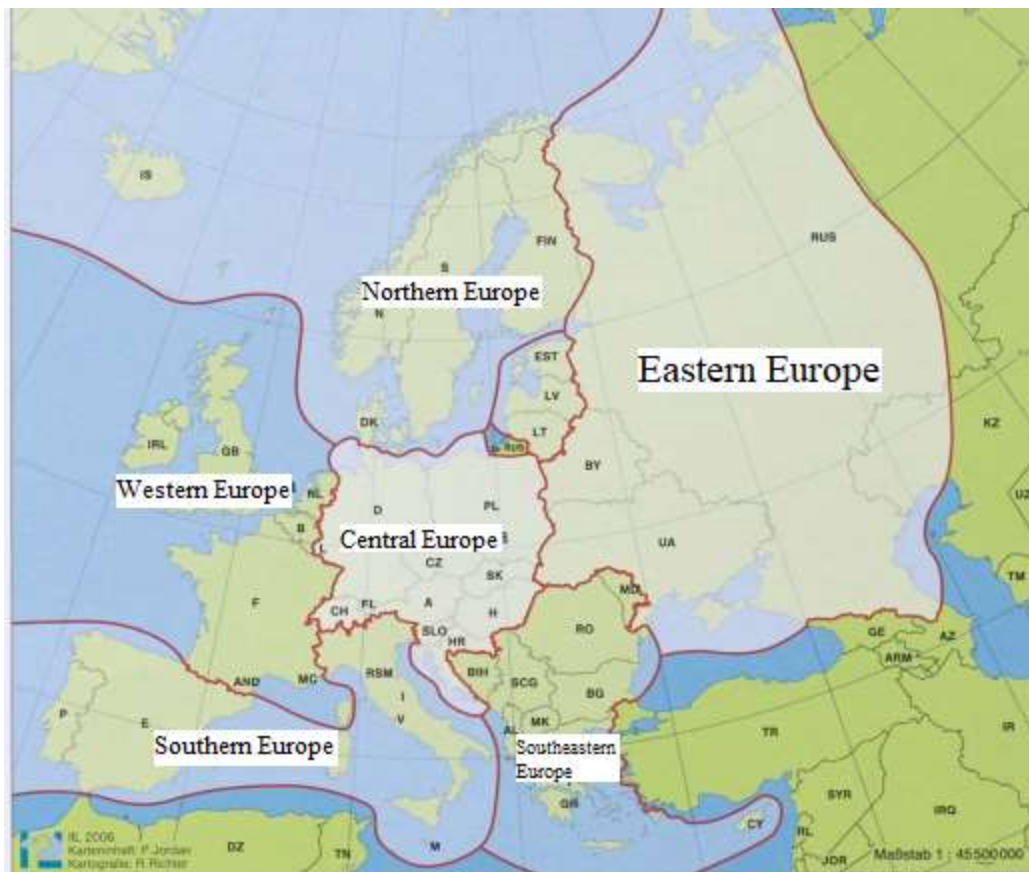 IS
RUS
FIN
S
Northern Europe
N
EST
Eastern Europe
LV
DK
LT
KZ
RUS
IRL
GB
BY
Western Europe
NL
UZ
D
PL
B
Central Europe
UA
L
CZ
SK
TM
MD
F
CH
FL
A
H
SLO
HR
RO
GE
AZ
ARM
RSM
BIH
SCG
AND
MC
I
BG
P
E
V
AL
MK
TR
IR
Southern Europe
Southeastern
Europe
GR
SYR
IRQ
CY
RL
IIL 2006
Karteninhalt: P. Jordan
Kartografie: R. Richter
DZ
TN
M
JOR
Maßstab 1 : 45500000